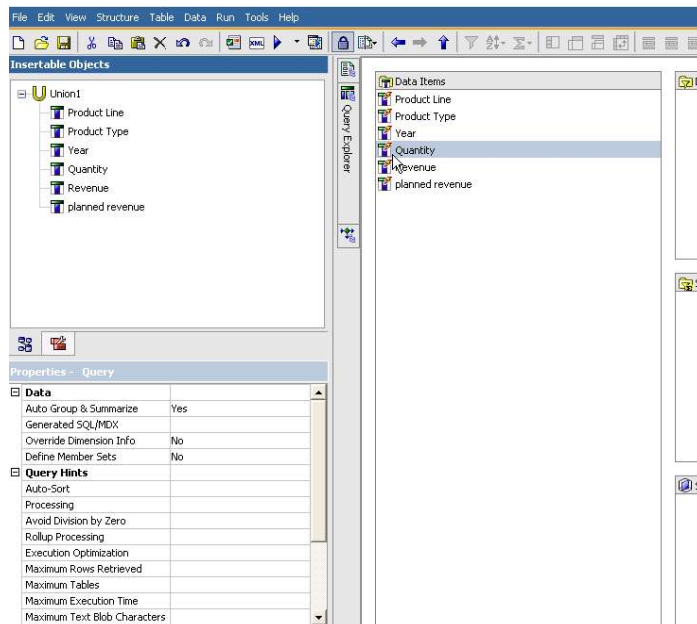 File Edit View Structure Table Data Run Tools Help
Insertable Objects
Union1
Product Line
Product Type
Year
Quantity
Revenue
planned revenue
Query Explorer
Data Items
Product Line
Product Type
Year
Quantity
Revenue
planned revenue
Properties - Query
Data
Auto Group & Summarize Yes
Generated SQL/MDX
Override Dimension Info No
Define Member Sets No
Query Hints
Auto-Sort
Processing
Avoid Division by Zero
Rollup Processing
Execution Optimization
Maximum Rows Retrieved
Maximum Tables
Maximum Execution Time
Maximum Text Blob Characters